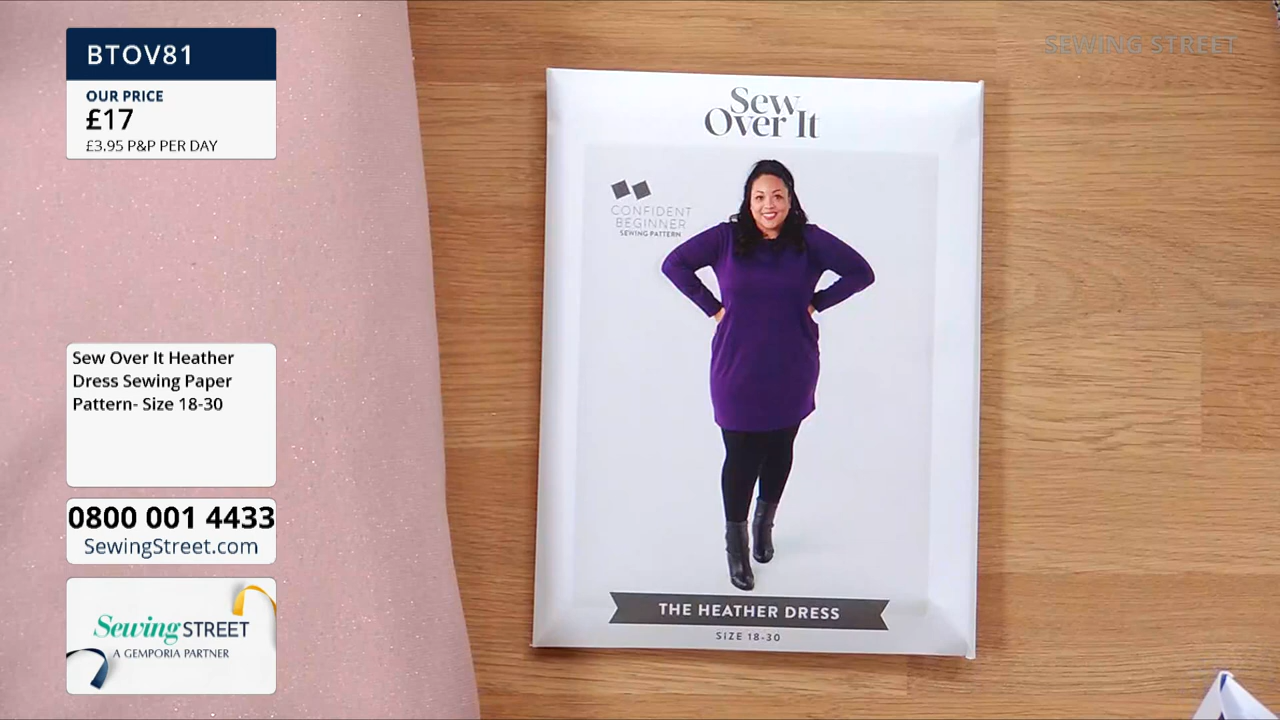 BTOV81
OUR PRICE
£17
£3.95 P&P PER DAY
Sew Over It Heather
Dress Sewing Paper
Pattern- Size 18-30
0800 001 4433
SewingStreet.com
Sewing STREET
A GEMPORIA PARTNER
SEWING STREET
Sew
Over It
CONFIDENT
BEGINNER
SEWING PATTERN
THE HEATHER DRESS
SIZE 18-30